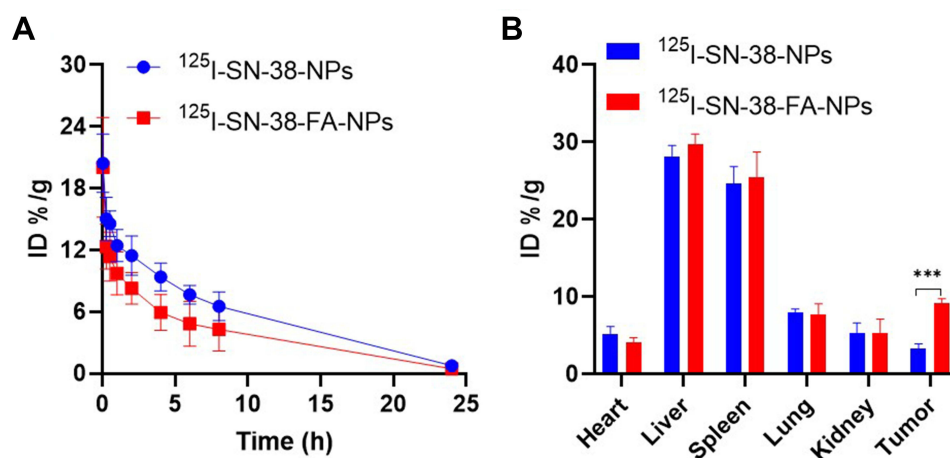 A
B
¹²⁵I-SN-38-NPs
¹²⁵I-SN-38-FA-NPs
ID %/g
30
24
18
12
6
0
0 5 10 15 20 25
Time (h)
¹²⁵I-SN-38-NPs
¹²⁵I-SN-38-FA-NPs
ID %/g
40
30
20
10
0
***
Heart Liver Spleen Lung Kidney Tumor